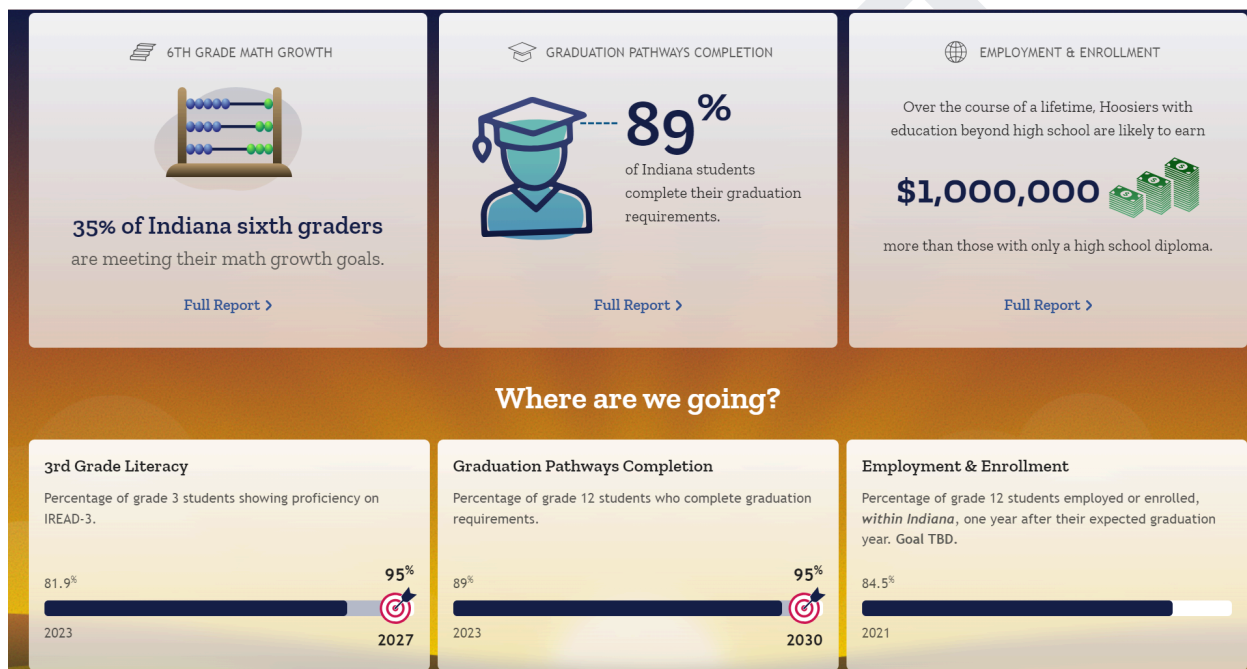 6TH GRADE MATH GROWTH
35% of Indiana sixth graders
are meeting their math growth goals.
Full Report >
GRADUATION PATHWAYS COMPLETION
89%
of Indiana students
complete their graduation
requirements.
Full Report >
EMPLOYMENT & ENROLLMENT
Over the course of a lifetime, Hoosiers with
education beyond high school are likely to earn
$1,000,000
more than those with only a high school diploma.
Full Report >
Where are we going?
3rd Grade Literacy
Percentage of grade 3 students showing proficiency on
IREAD-3.
81.9%
95%
2023
2027
Graduation Pathways Completion
Percentage of grade 12 students who complete graduation
requirements.
89%
95%
2023
2030
Employment & Enrollment
Percentage of grade 12 students employed or enrolled,
within Indiana, one year after their expected graduation
year. Goal TBD.
84.5%
2021